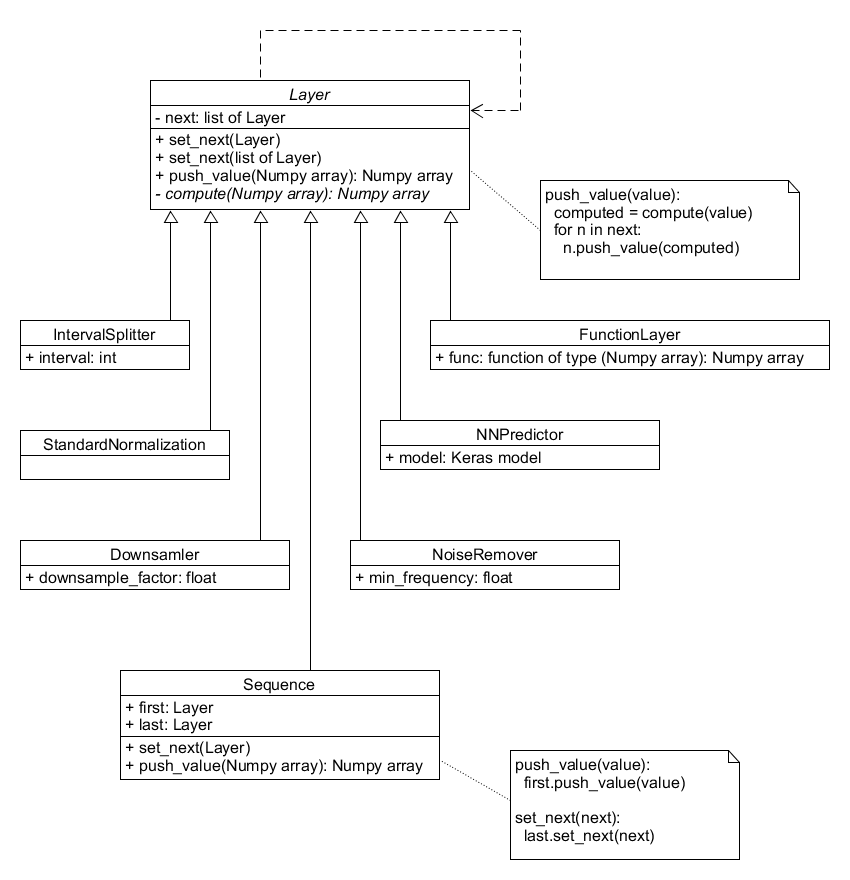 Layer
- next: list of Layer
+ set_next(Layer)
+ set_next(list of Layer)
+ push_value(Numpy array): Numpy array
- compute(Numpy array): Numpy array
push_value(value):
computed = compute(value)
for n in next:
n.push_value(computed)
IntervalSplitter
+ interval: int
FunctionLayer
+ func: function of type (Numpy array): Numpy array
StandardNormalization
NNPredictor
+ model: Keras model
Downsamler
+ downsample_factor: float
NoiseRemover
+ min_frequency: float
Sequence
+ first: Layer
+ last: Layer
+ set_next(Layer)
+ push_value(Numpy array): Numpy array
push_value(value):
first.push_value(value)
set_next(next):
last.set_next(next)